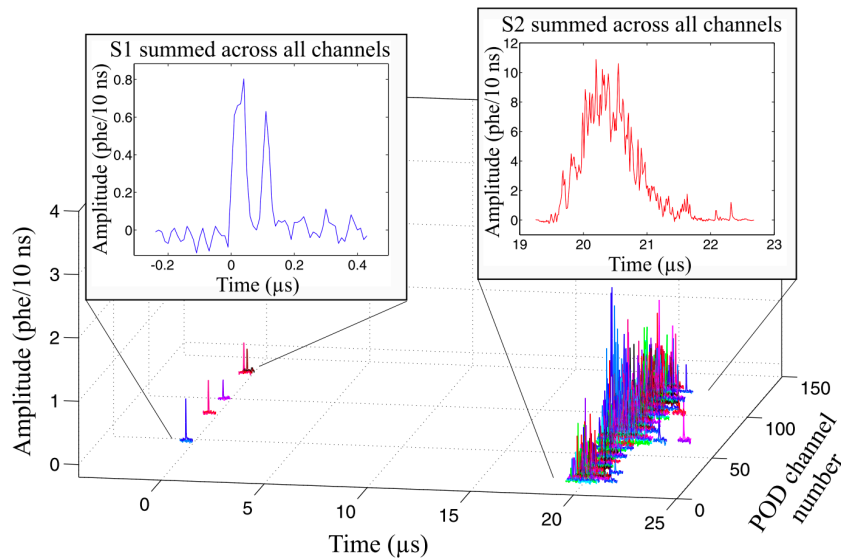 S1 summed across all channels
Amplitude (phe/10 ns)
0.8
0.6
0.4
0.2
0
-0.2 0 0.2 0.4
Time (µs)
S2 summed across all channels
Amplitude (phe/10 ns)
12
10
8
6
4
2
0
19 20 21 22 23
Time (µs)
Amplitude (phe/10 ns)
4
3
2
1
0
0 5 10 15 20 25
Time (µs)
150
100
50
0
POD channel
number